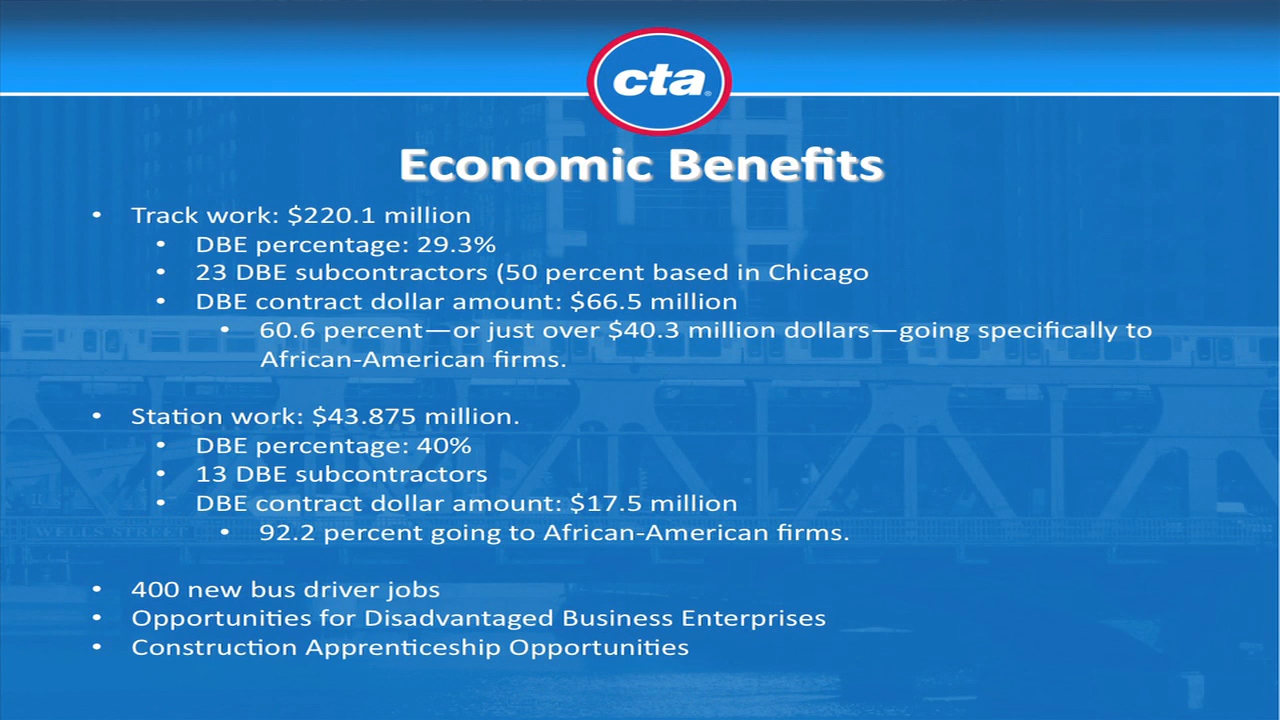 cta
Economic Benefits
• Track work: $220.1 million
• DBE percentage: 29.3%
• 23 DBE subcontractors (50 percent based in Chicago
• DBE contract dollar amount: $66.5 million
• 60.6 percent—or just over $40.3 million dollars—going specifically to
African-American firms.
• Station work: $43.875 million.
• DBE percentage: 40%
• 13 DBE subcontractors
• DBE contract dollar amount: $17.5 million
• 92.2 percent going to African-American firms.
WELLS STREET
• 400 new bus driver jobs
• Opportunities for Disadvantaged Business Enterprises
• Construction Apprenticeship Opportunities